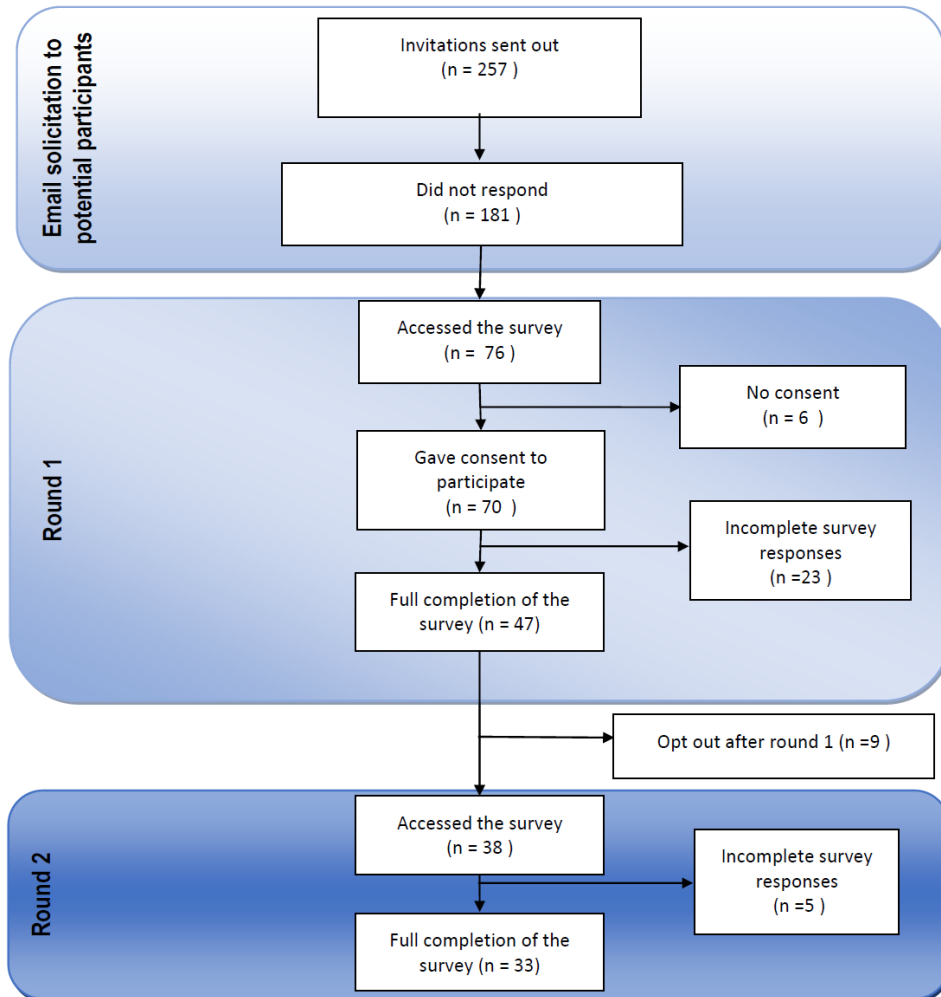 Email solicitation to
potential participants
Invitations sent out
(n = 257 )
Did not respond
(n = 181 )
Round 1
Accessed the survey
(n =  76 )
No consent
(n = 6  )
Gave consent to
participate
(n = 70  )
Incomplete survey
responses
(n =23 )
Full completion of the
survey (n = 47)
Opt out after round 1 (n =9 )
Round 2
Accessed the survey
(n = 38 )
Incomplete survey
responses
(n =5 )
Full completion of the
survey (n = 33)